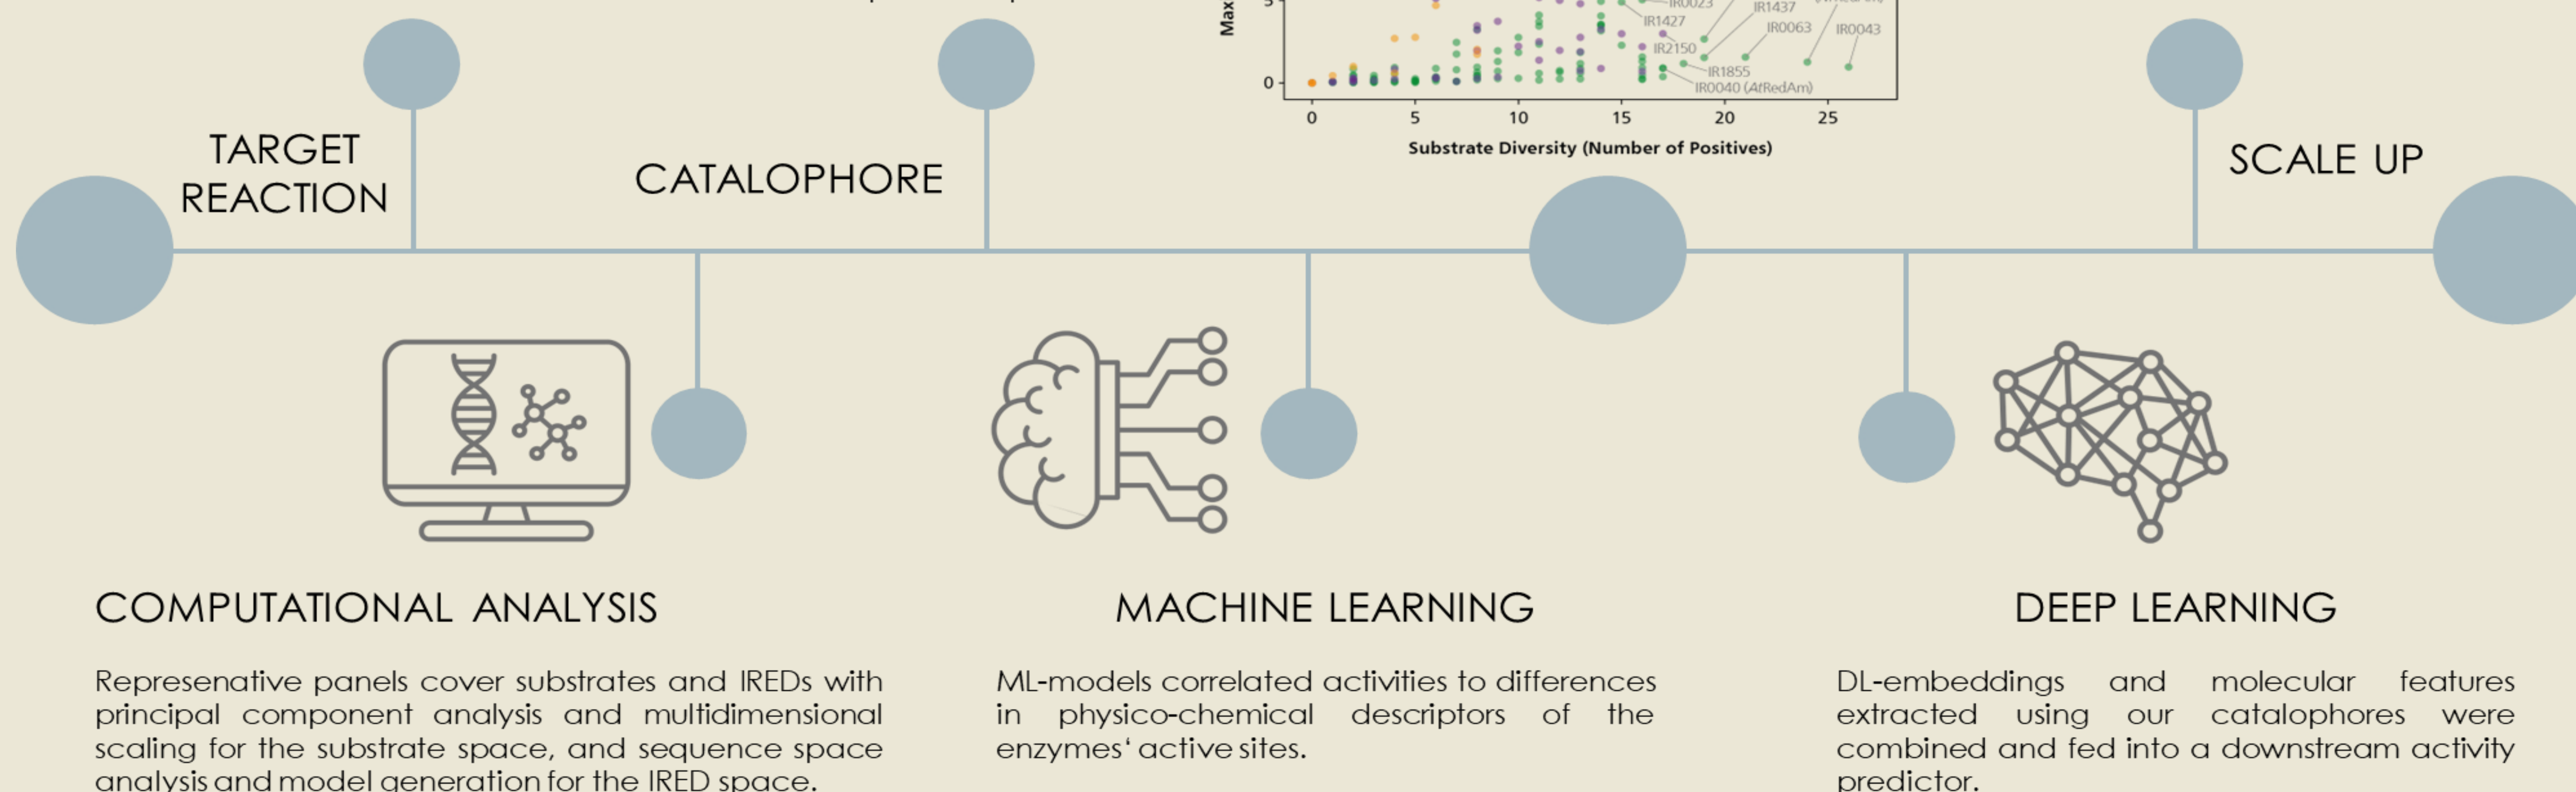 Max
5
0
IR0023
IR1427
IR1437
IR2150
IR0063
IR0043
IR1855
IR0040 (AtRedAm)
0 5 10 15 20 25
Substrate Diversity (Number of Positives)
TARGET
REACTION
CATALOPHORE
SCALE UP
COMPUTATIONAL ANALYSIS
Represenative panels cover substrates and IREDs with
principal component analysis and multidimensional
scaling for the substrate space, and sequence space
analysis and model generation for the IRED space.
MACHINE LEARNING
ML-models correlated activities to differences
in physico-chemical descriptors of the
enzymes‘ active sites.
DEEP LEARNING
DL-embeddings and molecular features
extracted using our catalophores were
combined and fed into a downstream activity
predictor.